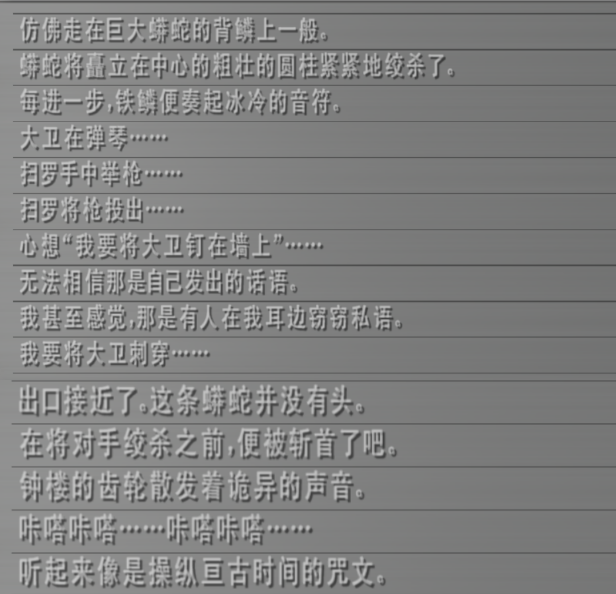 仿佛走在巨大蟒蛇的背鳞上一般。
蟒蛇将矗立在中心的粗壮的圆柱紧紧地绞杀了。
每进一步,铁鳞便奏起冰冷的音符。
大卫在弹琴……
扫罗手中举枪……
扫罗将枪投出……
心想“我要将大卫钉在墙上”……
无法相信那是自己发出的话语。
我甚至感觉,那是有人在我耳边窃窃私语。
我要将大卫刺穿……
出口接近了。这条蟒蛇并没有头。
在将对手绞杀之前,便被斩首了吧。
钟楼的齿轮散发着诡异的声音。
咔嗒咔嗒……咔嗒咔嗒……
听起来像是操纵亘古时间的咒文。